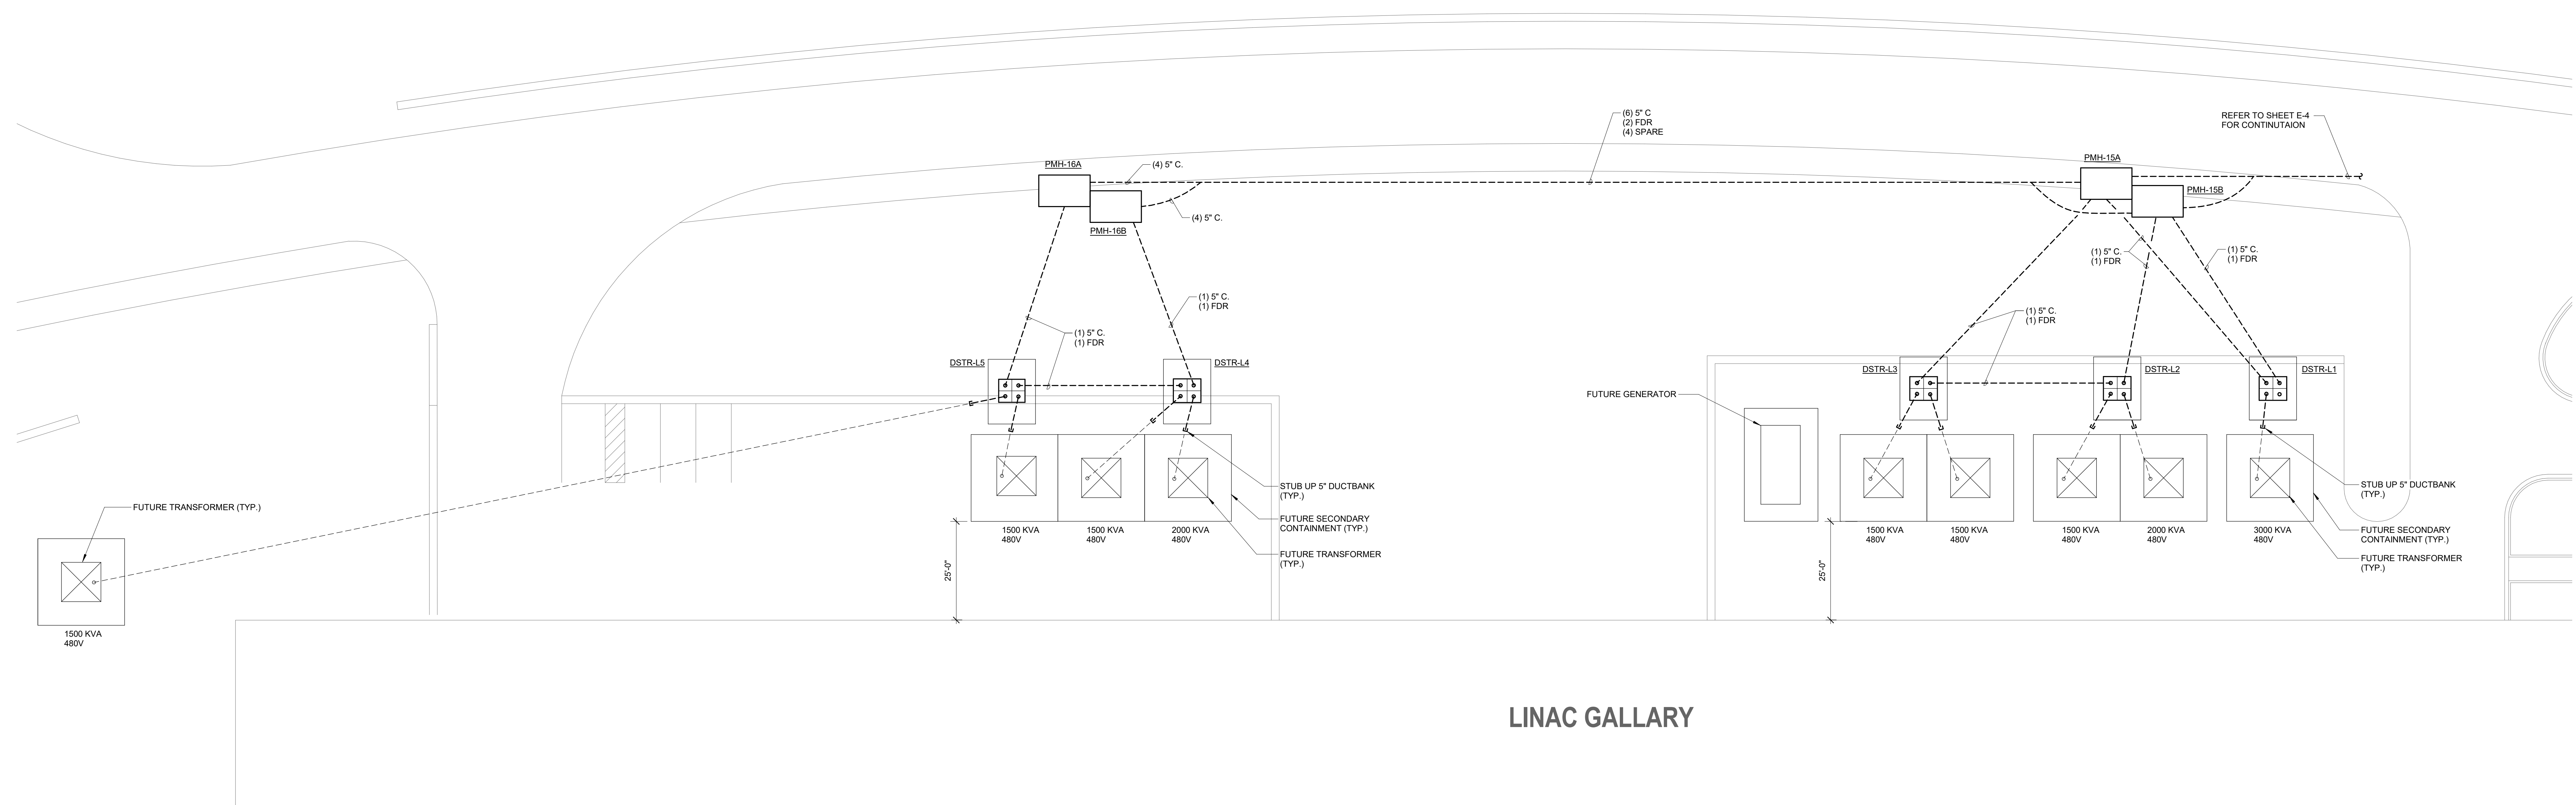 (6) 5" C
(2) FDR
(4) SPARE
REFER TO SHEET E-4
FOR CONTINUTAION
PMH-16A
(4) 5" C.
PMH-15A
PMH-15B
(4) 5" C.
PMH-16B
(1) 5" C.
(1) FDR
(1) 5" C.
(1) FDR
(1) 5" C.
(1) FDR
(1) 5" C.
(1) FDR
(1) 5" C.
(1) FDR
DSTR-L5
DSTR-L4
DSTR-L3
DSTR-L2
DSTR-L1
FUTURE GENERATOR
STUB UP 5" DUCTBANK
(TYP.)
STUB UP 5" DUCTBANK
(TYP.)
FUTURE TRANSFORMER (TYP.)
FUTURE SECONDARY
CONTAINMENT (TYP.)
1500 KVA
480V
1500 KVA
480V
2000 KVA
480V
1500 KVA
480V
1500 KVA
480V
1500 KVA
480V
2000 KVA
480V
3000 KVA
480V
FUTURE SECONDARY
CONTAINMENT (TYP.)
FUTURE TRANSFORMER
(TYP.)
FUTURE TRANSFORMER
(TYP.)
25'-0"
25'-0"
1500 KVA
480V
LINAC GALLARY